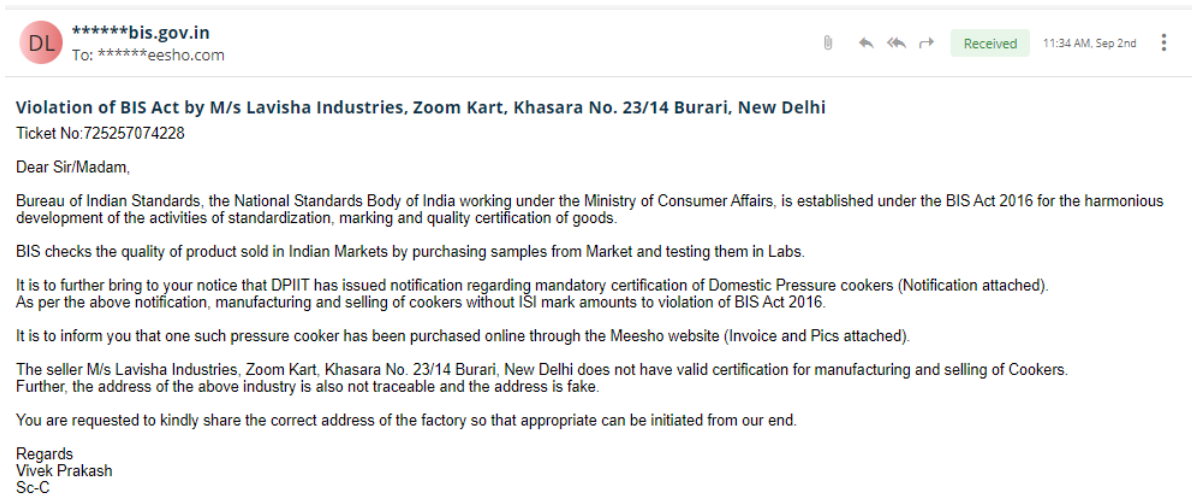 DL
******bis.gov.in
To: ******eesho.com
Received
11:34 AM, Sep 2nd
Violation of BIS Act by M/s Lavisha Industries, Zoom Kart, Khasara No. 23/14 Burari, New Delhi
Ticket No:725257074228
Dear Sir/Madam,
Bureau of Indian Standards, the National Standards Body of India working under the Ministry of Consumer Affairs, is established under the BIS Act 2016 for the harmonious
development of the activities of standardization, marking and quality certification of goods.
BIS checks the quality of product sold in Indian Markets by purchasing samples from Market and testing them in Labs.
It is to further bring to your notice that DPIIT has issued notification regarding mandatory certification of Domestic Pressure cookers (Notification attached).
As per the above notification, manufacturing and selling of cookers without ISI mark amounts to violation of BIS Act 2016.
It is to inform you that one such pressure cooker has been purchased online through the Meesho website (Invoice and Pics attached).
The seller M/s Lavisha Industries, Zoom Kart, Khasara No. 23/14 Burari, New Delhi does not have valid certification for manufacturing and selling of Cookers.
Further, the address of the above industry is also not traceable and the address is fake.
You are requested to kindly share the correct address of the factory so that appropriate can be initiated from our end.
Regards
Vivek Prakash
Sc-C